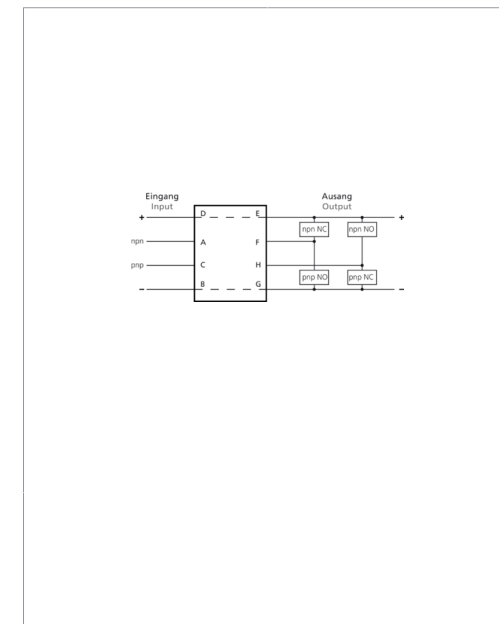 Eingang
Input
Ausang
Output
+ D E +
npn NC npn NO
npn A F
pnp C H
pnp NO pnp NC
– B G –